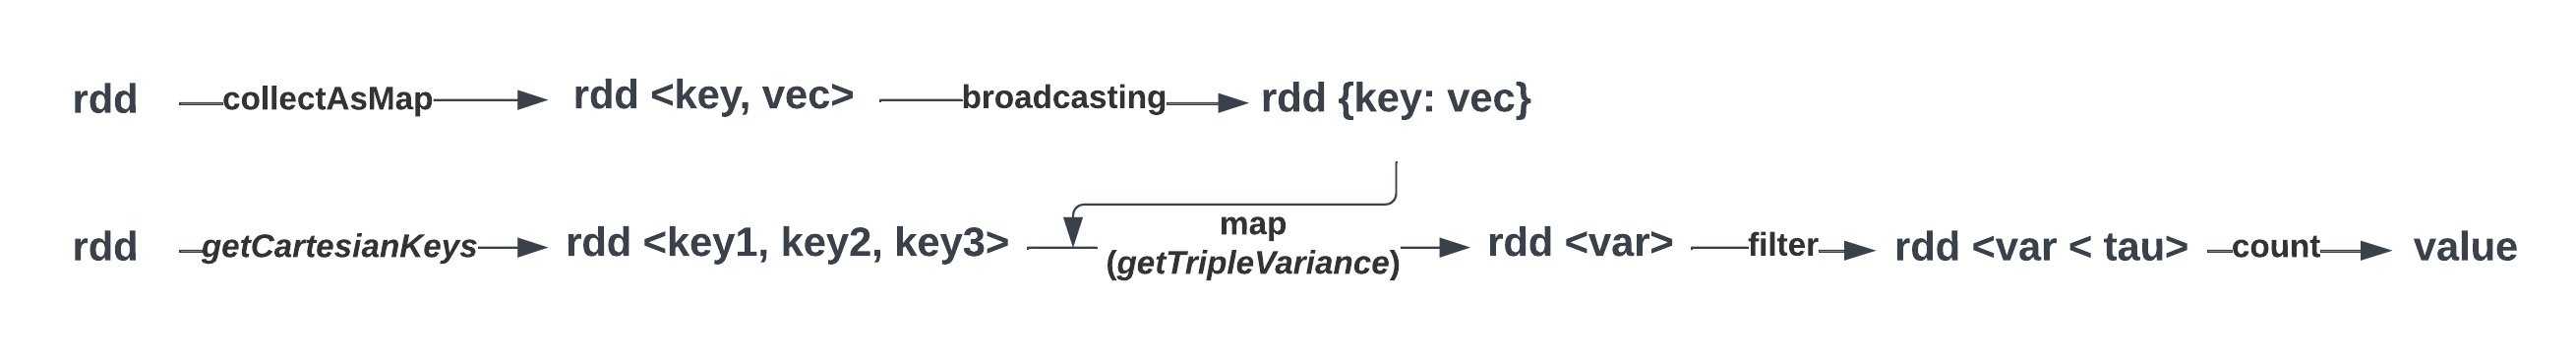 rdd collectAsMap rdd <key, vec> broadcasting rdd {key: vec}
rdd getCartesianKeys rdd <key1, key2, key3> map
(getTripleVariance) rdd <var> filter rdd <var < tau> count value